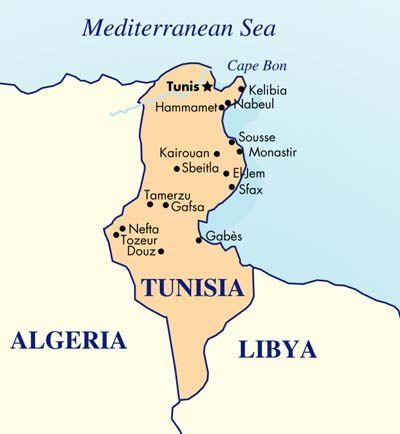 Mediterranean Sea
Cape Bon
Tunis
Kelibia
Hammamet
Nabeul
Sousse
Kairouan
Monastir
Sbeitla
El-Jem
Sfax
Tamerzu
Gafsa
Nefta
Tozeur
Gabès
Douz
TUNISIA
ALGERIA
LIBYA